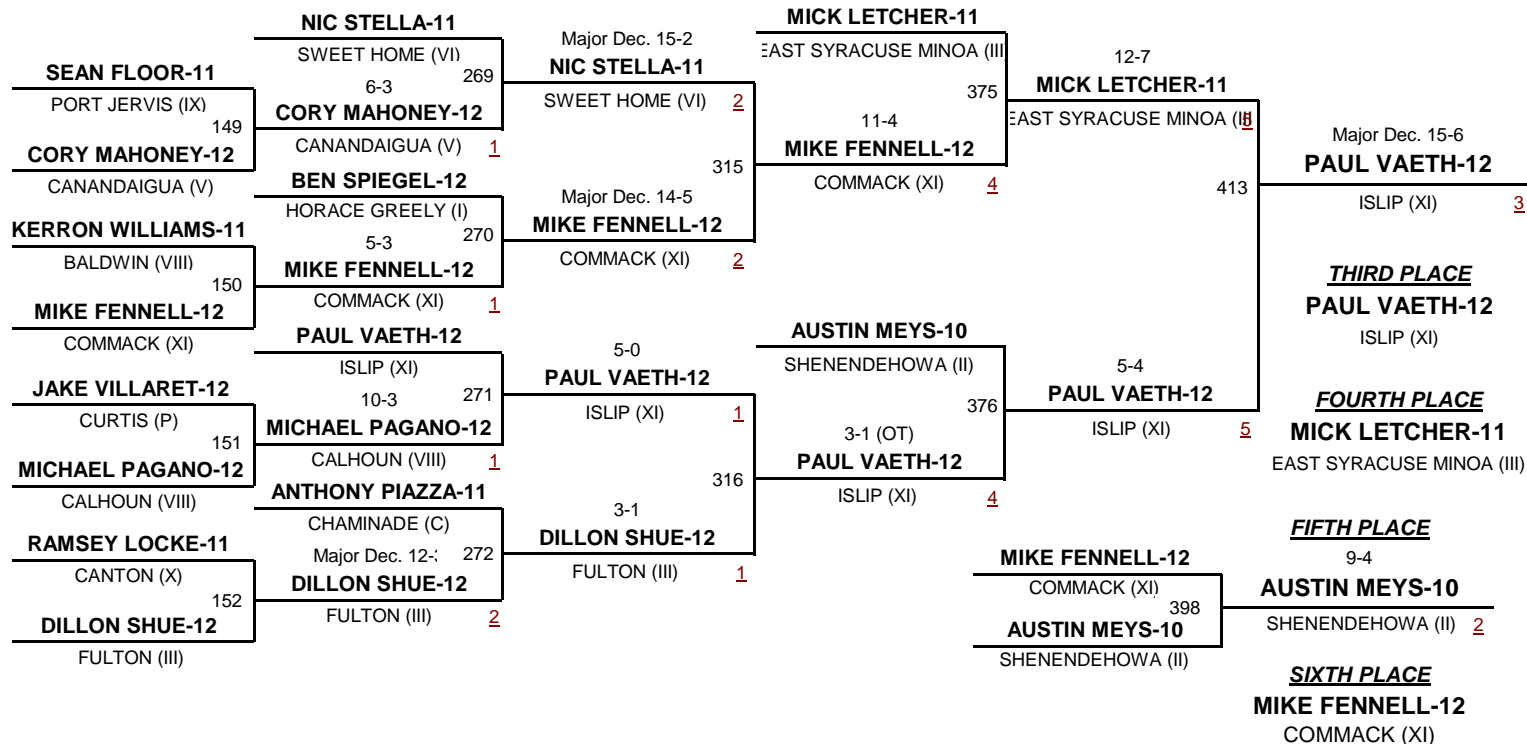 NIC STELLA-11
SWEET HOME (VI)
SEAN FLOOR-11
PORT JERVIS (IX)
149
CORY MAHONEY-12
CANANDAIGUA (V)
6-3
269
CORY MAHONEY-12
CANANDAIGUA (V)
1
BEN SPIEGEL-12
HORACE GREELY (I)
KERRON WILLIAMS-11
BALDWIN (VIII)
150
MIKE FENNELL-12
COMMACK (XI)
5-3
270
MIKE FENNELL-12
COMMACK (XI)
1
PAUL VAETH-12
ISLIP (XI)
JAKE VILLARET-12
CURTIS (P)
151
MICHAEL PAGANO-12
CALHOUN (VIII)
10-3
271
MICHAEL PAGANO-12
CALHOUN (VIII)
1
ANTHONY PIAZZA-11
CHAMINADE (C)
RAMSEY LOCKE-11
CANTON (X)
152
DILLON SHUE-12
FULTON (III)
Major Dec. 12-
272
DILLON SHUE-12
FULTON (III)
2
Major Dec. 15-2
NIC STELLA-11
SWEET HOME (VI)
2
315
Major Dec. 14-5
MIKE FENNELL-12
COMMACK (XI)
2
5-0
PAUL VAETH-12
ISLIP (XI)
1
316
3-1
DILLON SHUE-12
FULTON (III)
1
MICK LETCHER-11
EAST SYRACUSE MINOA (III
375
11-4
MIKE FENNELL-12
COMMACK (XI)
4
AUSTIN MEYS-10
SHENENDEHOWA (II)
376
3-1 (OT)
PAUL VAETH-12
ISLIP (XI)
4
12-7
MICK LETCHER-11
EAST SYRACUSE MINOA (III
5
413
5-4
PAUL VAETH-12
ISLIP (XI)
5
Major Dec. 15-6
PAUL VAETH-12
ISLIP (XI)
3
THIRD PLACE
PAUL VAETH-12
ISLIP (XI)
FOURTH PLACE
MICK LETCHER-11
EAST SYRACUSE MINOA (III)
MIKE FENNELL-12
COMMACK (XI)
398
AUSTIN MEYS-10
SHENENDEHOWA (II)
FIFTH PLACE
9-4
AUSTIN MEYS-10
SHENENDEHOWA (II)
2
SIXTH PLACE
MIKE FENNELL-12
COMMACK (XI)